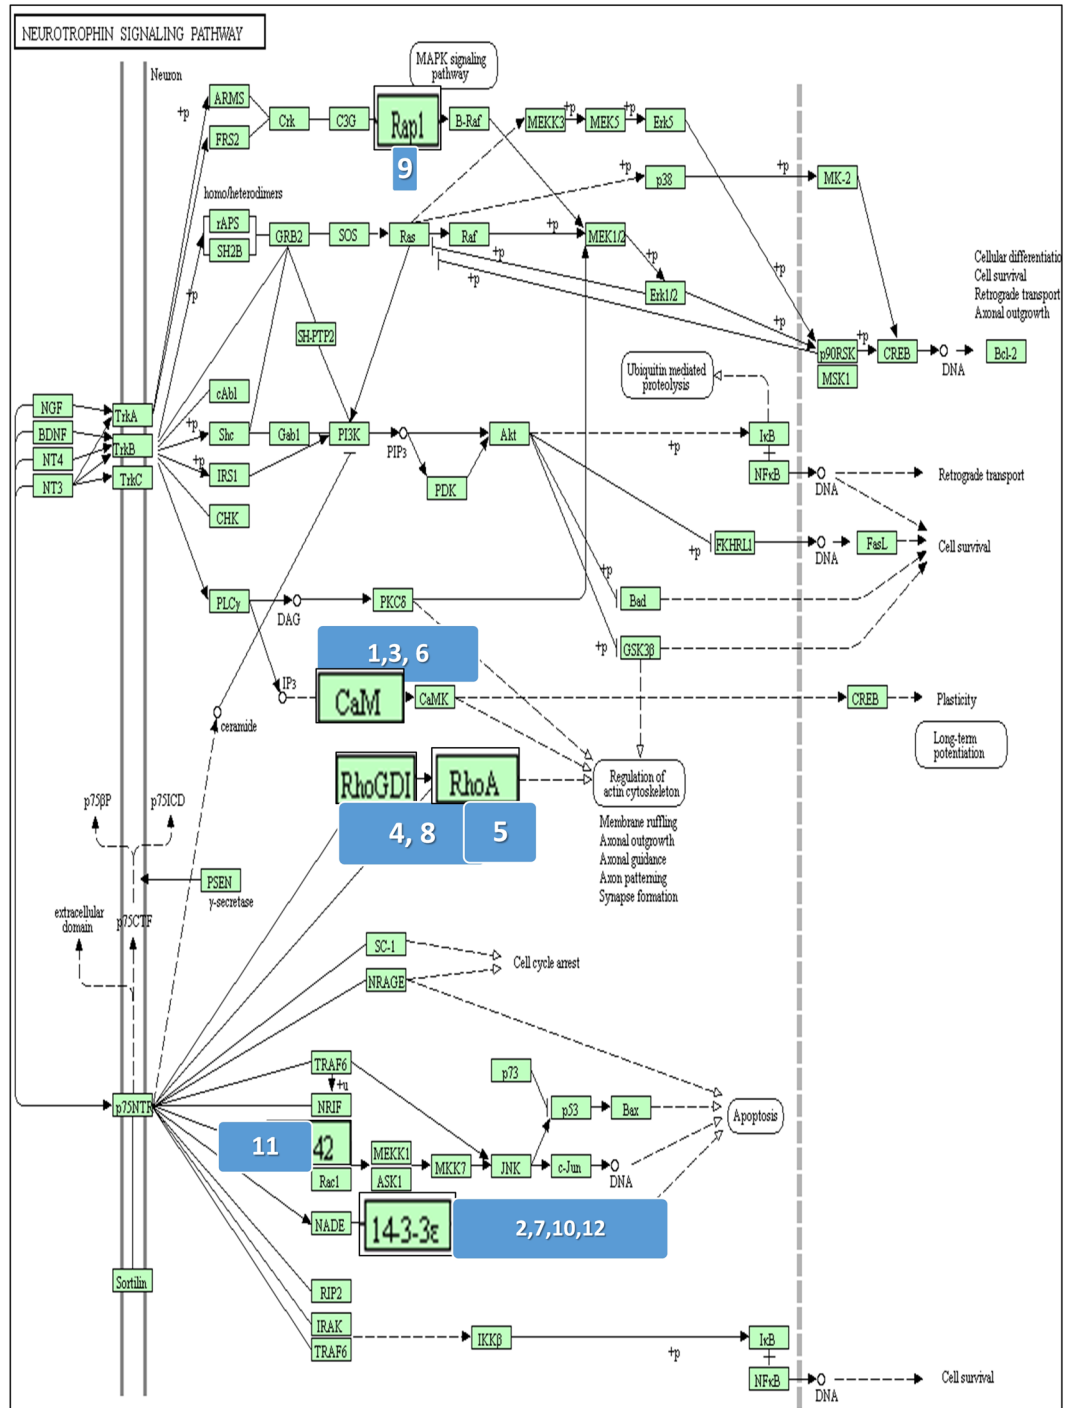 NEUROTROPHIN SIGNALING PATHWAY
Neuron
MAPK signaling
pathway
+p
ARMS
FRS2
Crk
C3G
Rap1
B-Raf
9
MEKK3
+p
MEK5
+p
Erk5
+p
p38
+p
MK-2
homo/heterodimers
rAPS
SH2B
+p
GRB2
SOS
Ras
Raf
+p
+p
MEK1/2
+p
Erk1/2
+p
+p
+p
SH-PTP2
p90RSK
MSK1
+p
CREB
DNA
Bcl-2
Cellular differentiatio
Cell survival
Retrograde transport
Axonal outgrowth
Ubiquitin mediated
proteolysis
NGF
BDNF
NT4
NT3
TrkA
TrkB
TrkC
cAbl
+p
Shc
Gab1
PI3K
PIP3
Akt
+p
IRS1
PDK
CHK
+p
IκB
NFκB
DNA
Retrograde transport
+p
FKHRL1
DNA
FasL
Cell survival
+p
Bad
+p
GSK3β
PLCγ
DAG
PKCδ
1,3, 6
IP3
CaM
CaMK
CREB
Plasticity
Long-term
potentiation
ceramide
RhoGDI
RhoA
4, 8
5
Regulation of
actin cytoskeleton
Membrane ruffling
Axonal outgrowth
Axonal guidance
Axon patterning
Synapse formation
p75βP
p75ICD
PSEN
γ-secretase
extracellular
domain
p75CTF
SC-1
NRAGE
Cell cycle arrest
TRAF6
+u
NRIF
p73
p53
Bax
Apoptosis
p75NTR
11
42
Rac1
MEKK1
ASK1
MKK7
JNK
c-Jun
DNA
NADE
14-3-3ε
2,7,10,12
Sortilin
RIP2
IRAK
TRAF6
IKKβ
+p
IκB
NFκB
DNA
Cell survival